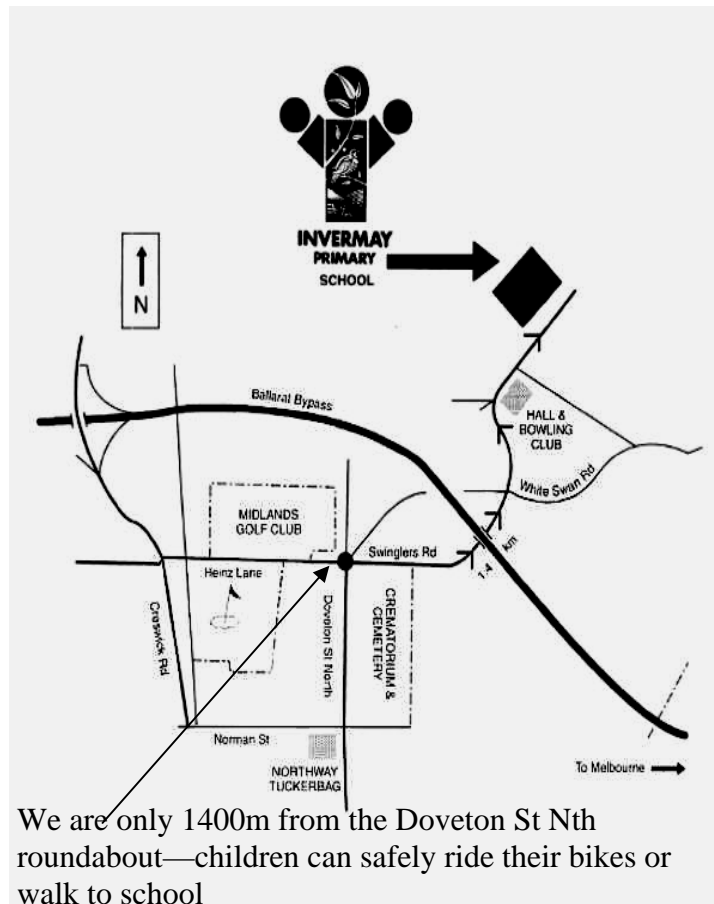 INVERMAY
PRIMARY
SCHOOL
N
Ballarat Bypass
HALL &
BOWLING
CLUB
White Swan Rd
MIDLANDS
GOLF CLUB
Swinglers Rd
1·4 km
Heinz Lane
Creswick Rd
Doveton St North
CREMATORIUM &
CEMETERY
Norman St
NORTHWAY
TUCKERBAG
To Melbourne
We are only 1400m from the Doveton St Nth
roundabout—children can safely ride their bikes or
walk to school